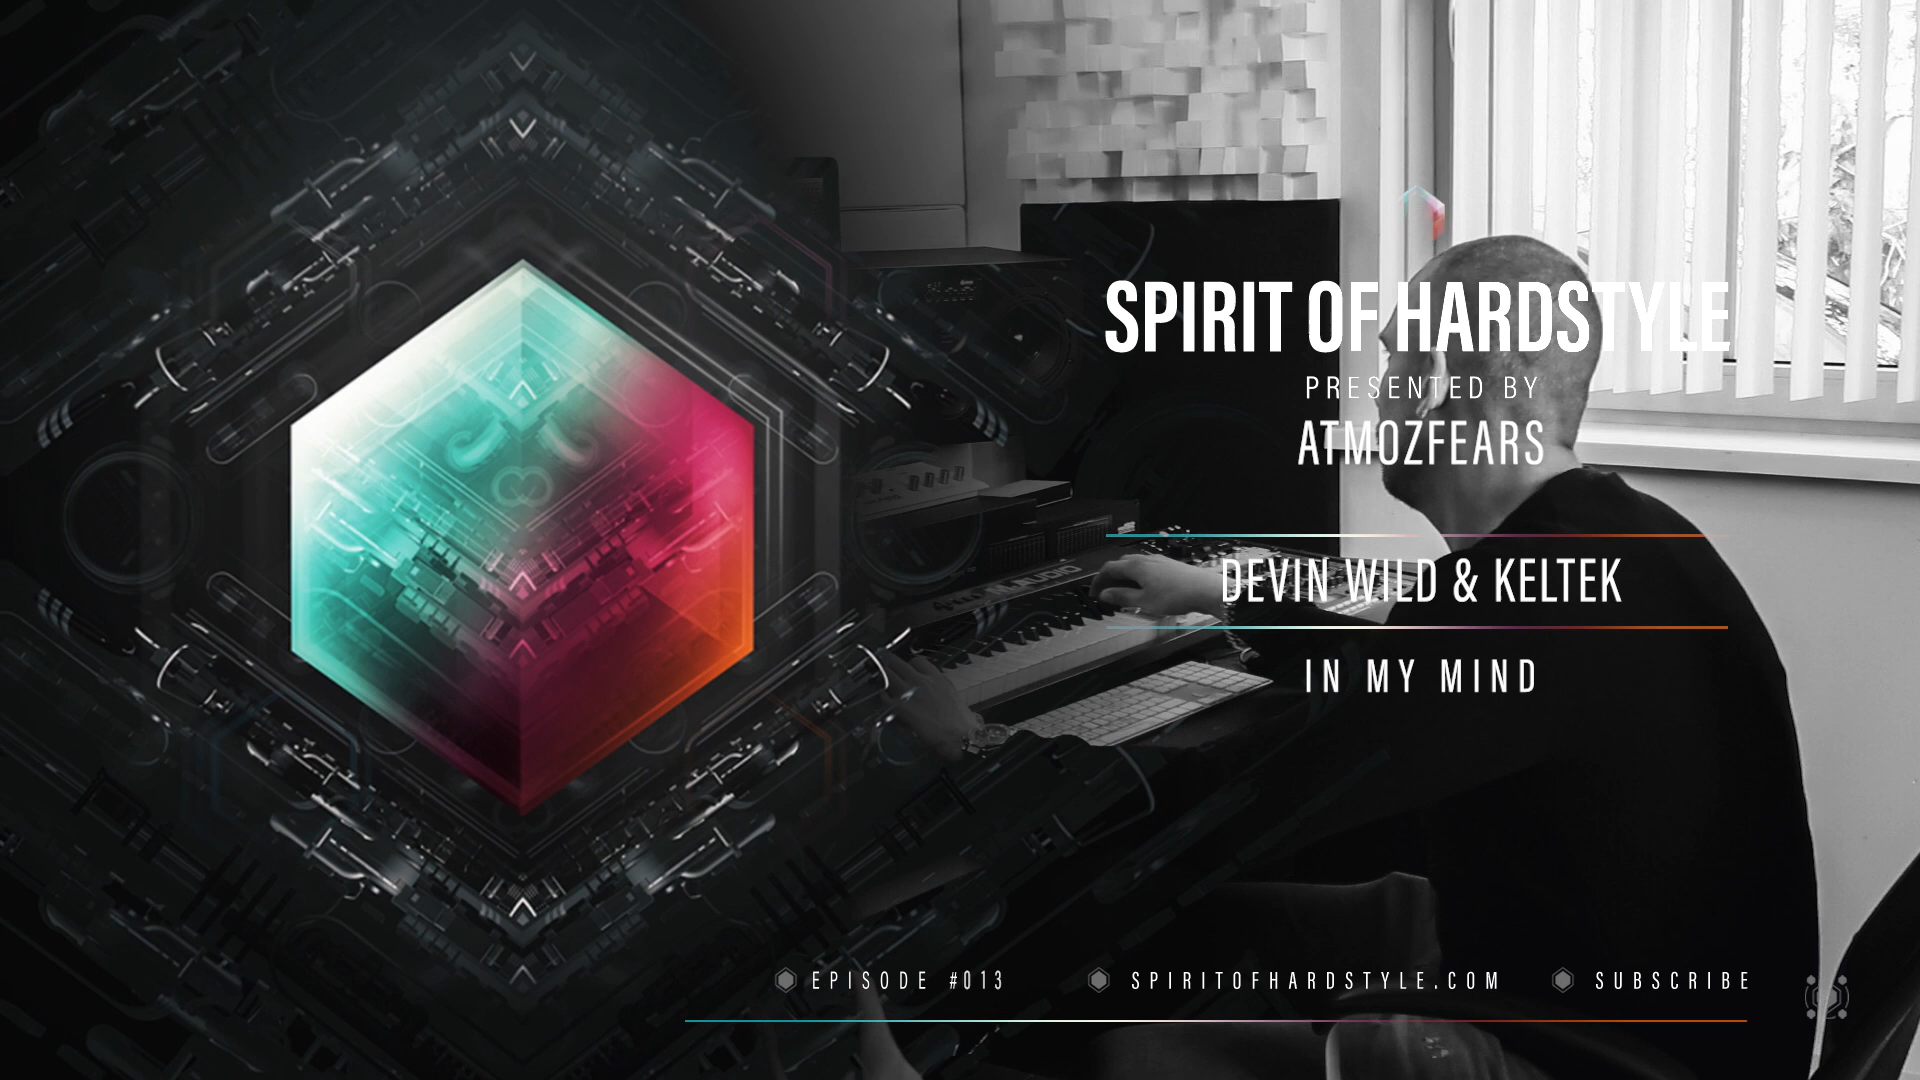 SPIRIT OF HARDSTYLE
PRESENTED BY
ATMOZFEARS
DEVIN WILD & KELTEK
IN MY MIND
EPISODE #013
SPIRITOFHARDSTYLE.COM
SUBSCRIBE